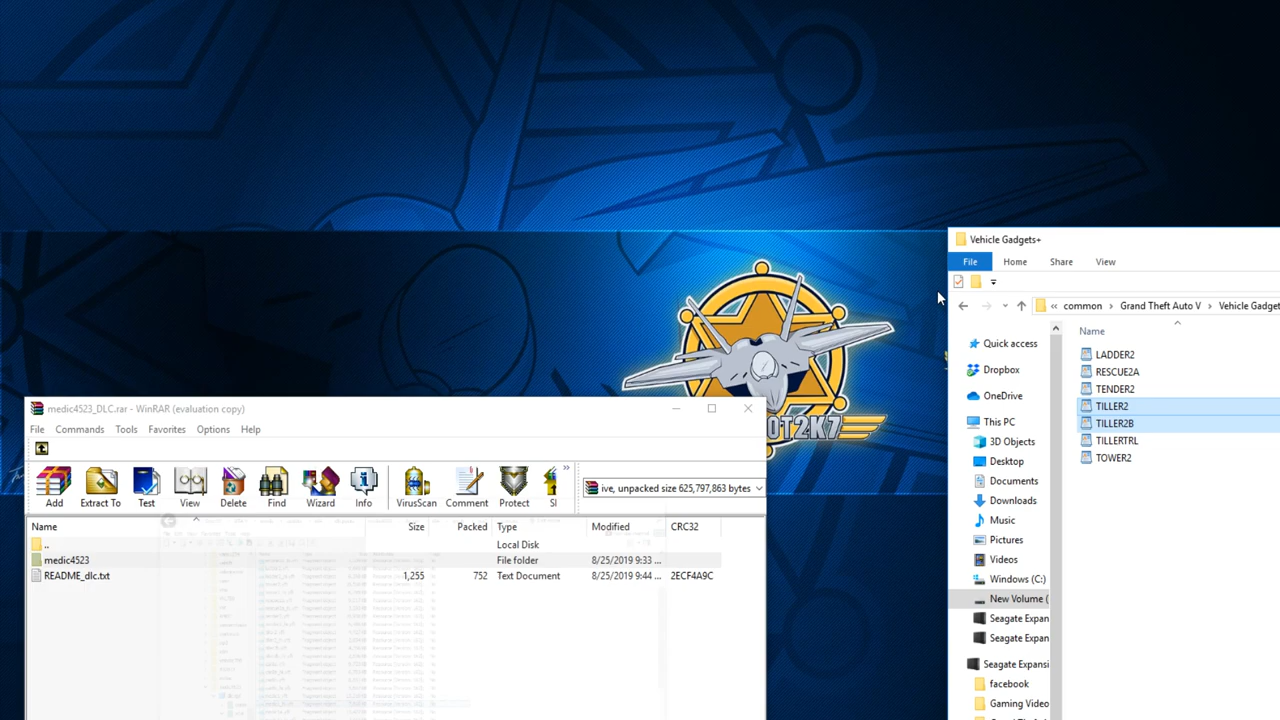 Vehicle Gadgets+
File Home Share View
common Grand Theft Auto V Vehicle Gadget
Name
Quick access
Dropbox
OneDrive
This PC
3D Objects
Desktop
Documents
Downloads
Music
Pictures
Videos
Windows (C:)
New Volume (
Seagate Expan
Seagate Expan
Seagate Expansi
facebook
Gaming Video
LADDER2
RESCUE2A
TENDER2
TILLER2
TILLER2B
TILLERTRL
TOWER2
OT2K7
medic4523_DLC.rar - WinRAR (evaluation copy)
File Commands Tools Favorites Options Help
Add Extract To Test View Delete Find Wizard Info VirusScan Comment Protect SI
ive, unpacked size 625,797,863 bytes
Name Size Packed Type Modified CRC32
.. Local Disk
medic4523 File folder 8/25/2019 9:33 ...
README_dlc.txt 1,255 752 Text Document 8/25/2019 9:44 ... 2ECF4A9C